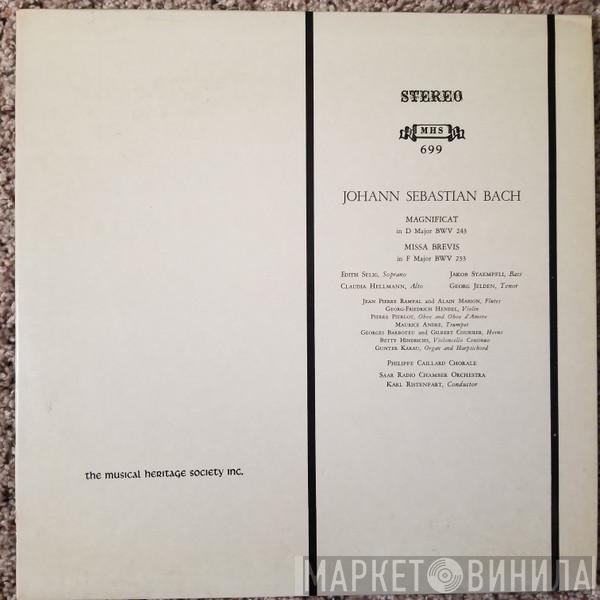 STEREO
MHS
699
JOHANN SEBASTIAN BACH
MAGNIFICAT
in D Major BWV 243
MISSA BREVIS
in F Major BWV 233
EDITH SELIG, Soprano JAKOB STAEMPFLI, Bass
CLAUDIA HELLMANN, Alto GEORG JELDEN, Tenor
JEAN PIERRE RAMPAL and ALAIN MARION, Flutes
GEORG-FRIEDRICH HENDEL, Violin
PIERRE PIERLOT, Oboe and Oboe d'Amore
MAURICE ANDRE, Trumpet
GEORGES BARBOTEU and GILBERT COURSIER, Horns
BETTY HINDRICHS, Violoncello Continuo
GUNTER KARAU, Organ and Harpsichord
PHILIPPE CAILLARD CHORALE
SAAR RADIO CHAMBER ORCHESTRA
KARL RISTENPART, Conductor
the musical heritage society inc.
МАРКЕТ ВИНИЛА